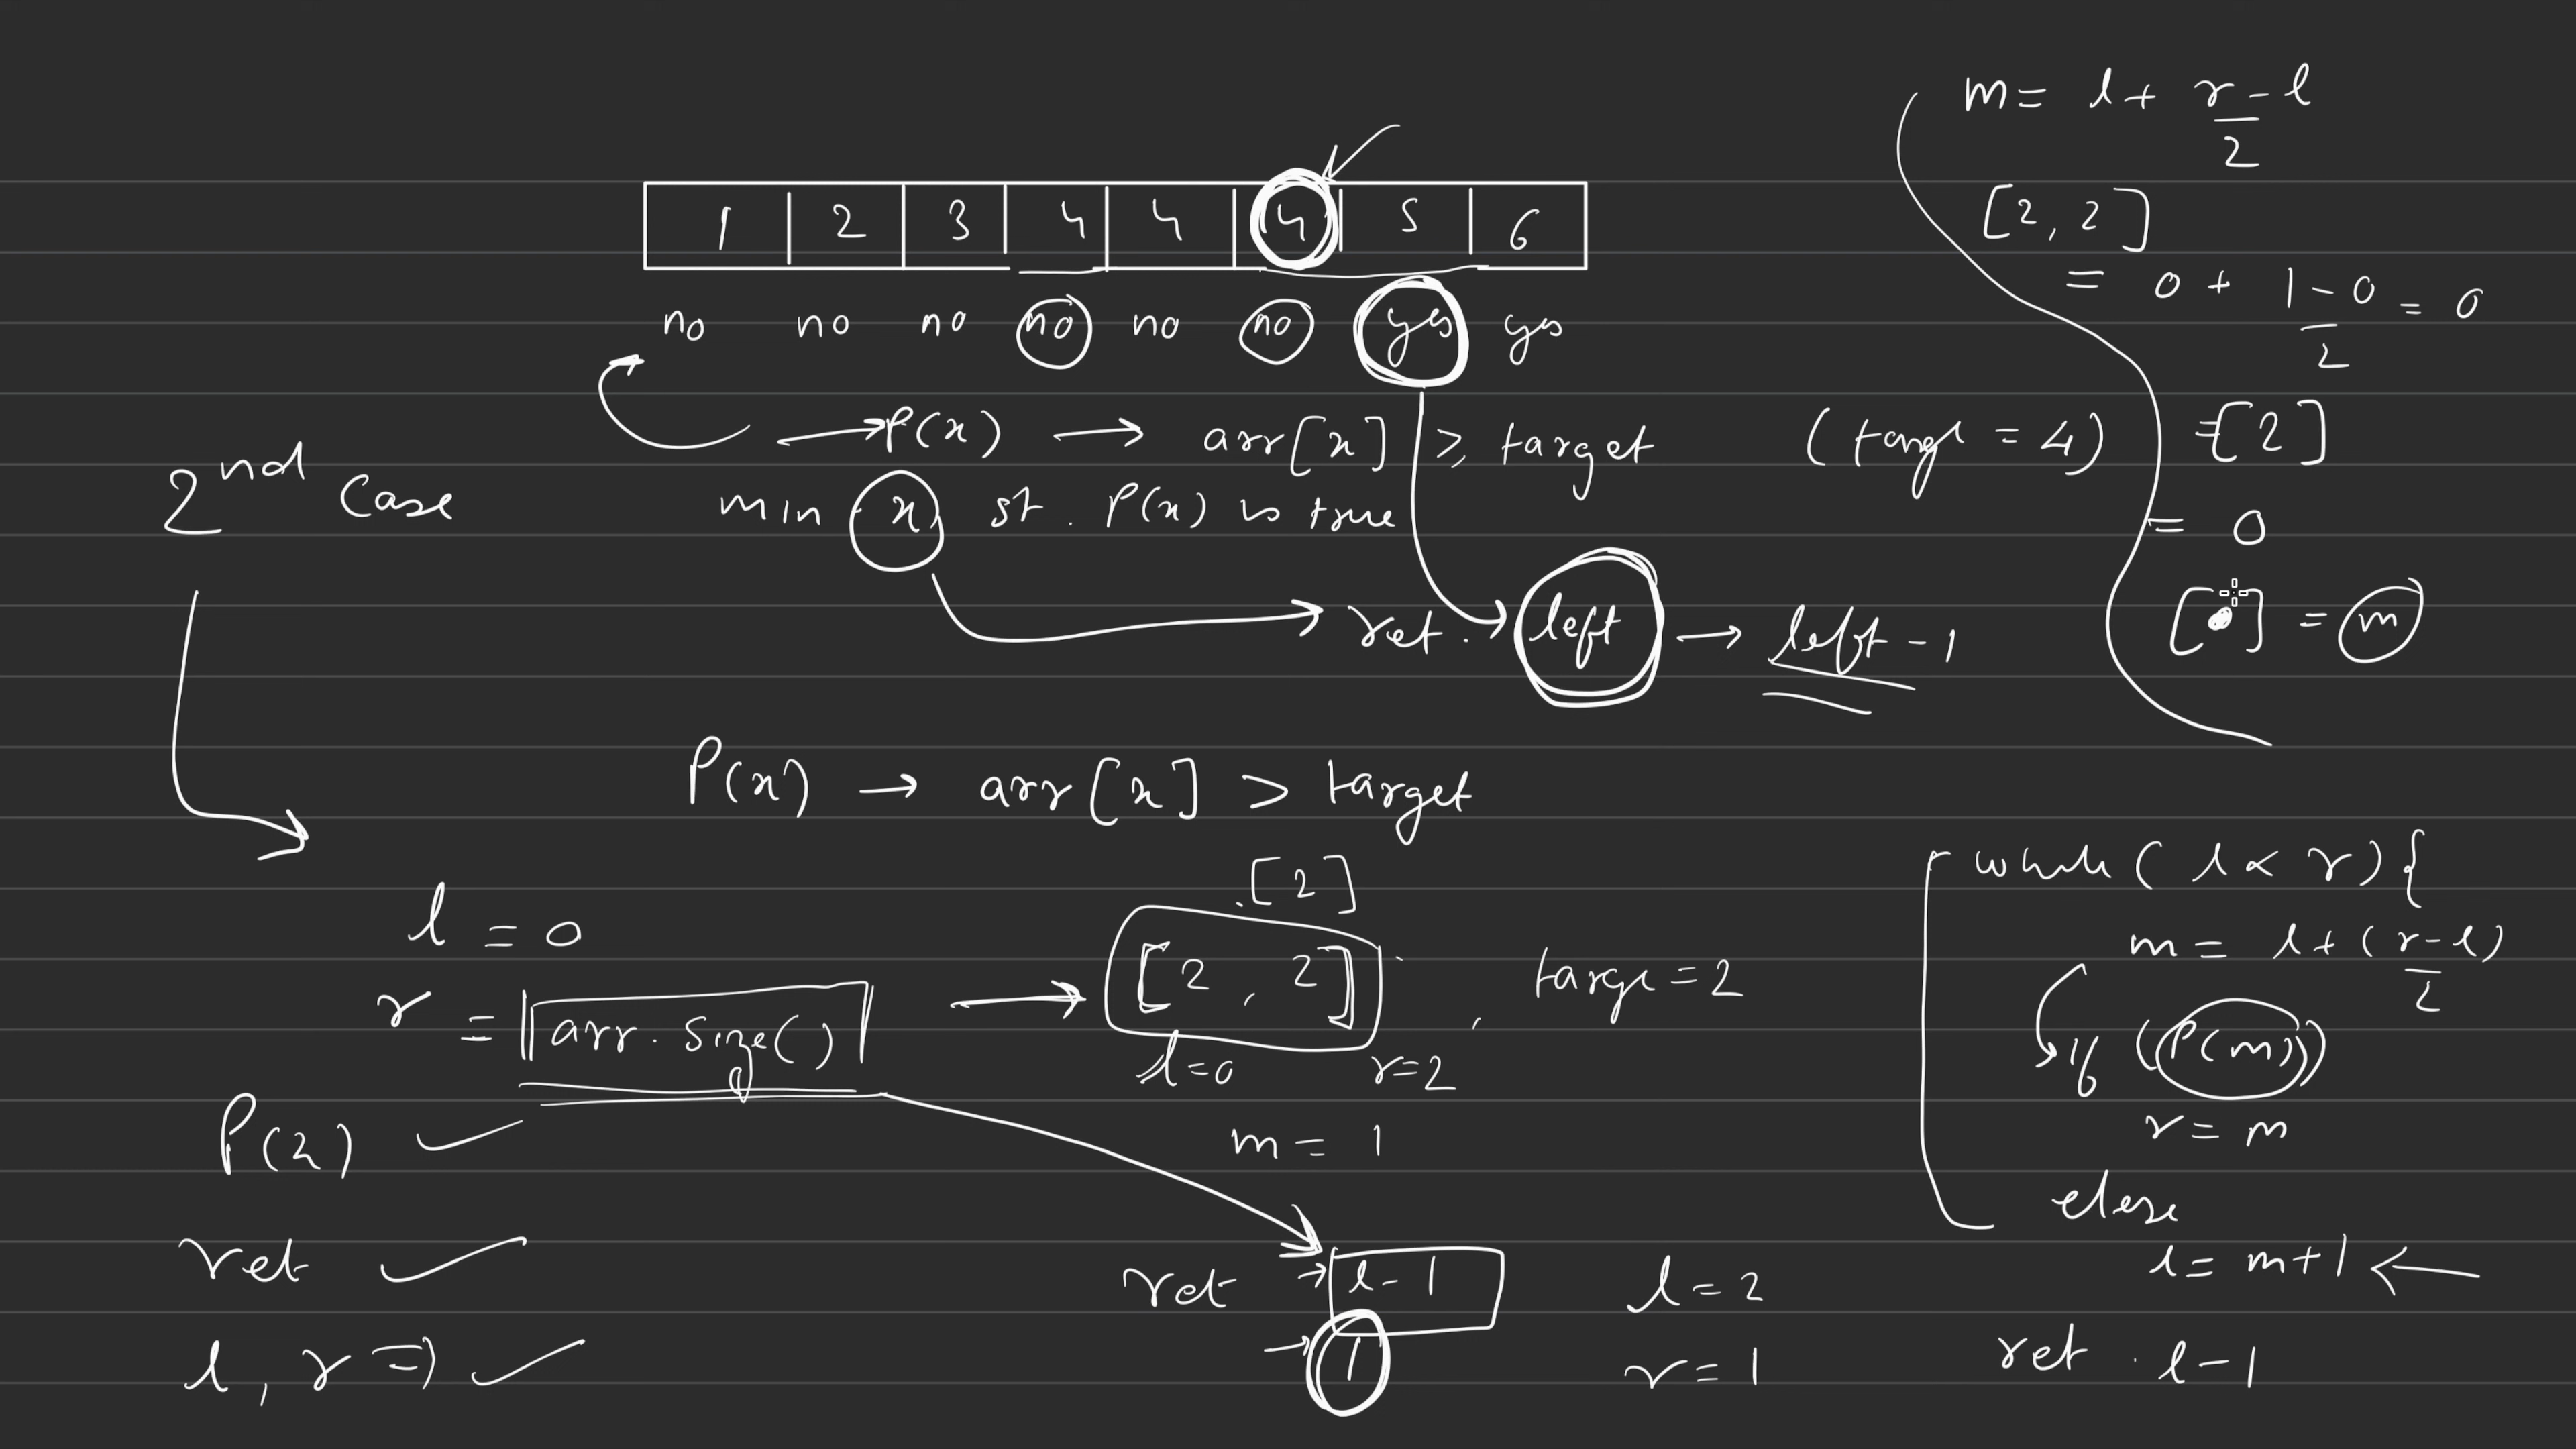 m = l + r - l
2
1 2 3 4 4 4 5 6
[2, 2]
= 0 + 1 - 0 = 0
2
no no no no no no yes yes
P(x) → arr[x] ≥ target (target = 4) = [2]
2nd Case
min x st. P(x) is true = 0
ret. left → left - 1
[●] = m
P(x) → arr[x] > target
while (l < r) {
[2]
l = 0
[2, 2], target = 2
m = l + (r-l)
2
r = arr.size()
l=0 r=2
if (P(m))
P(x) ✓
m = 1
r = m
else
ret ✓
ret → l - 1
l = 2
l = m+1 ←
→ 1
r = 1
ret. l - 1
l, r ⇒ ✓